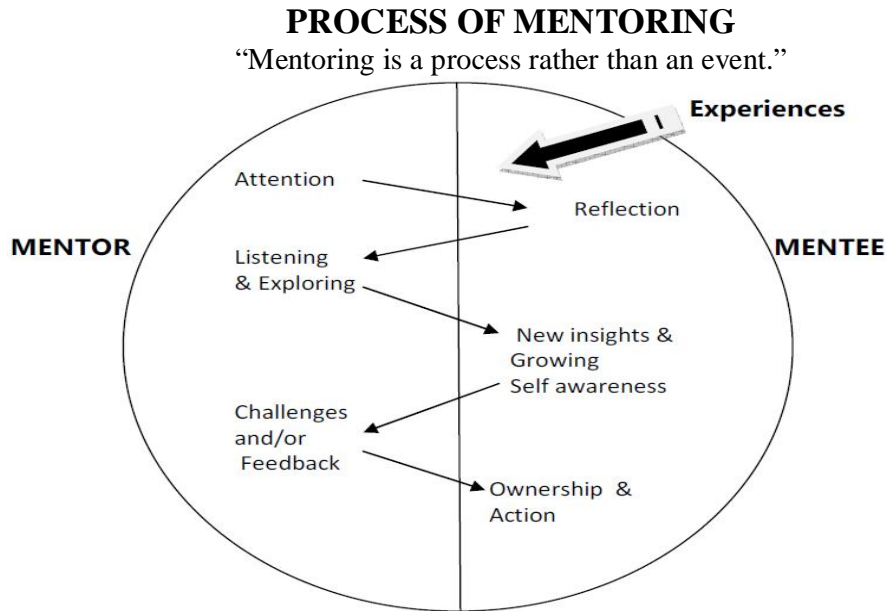 PROCESS OF MENTORING
“Mentoring is a process rather than an event.”
Experiences
Attention
Reflection
MENTOR
MENTEE
Listening
& Exploring
New insights &
Growing
Self awareness
Challenges
and/or
Feedback
Ownership &
Action